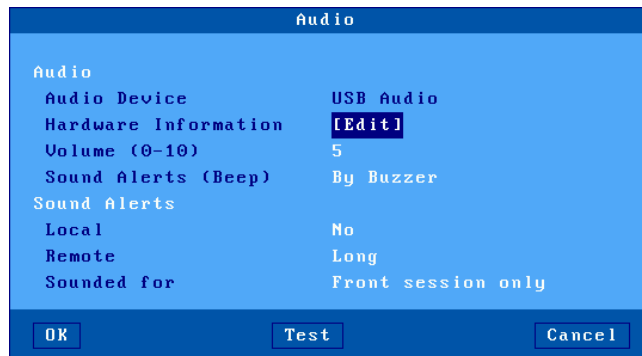 Audio
Audio
Audio Device USB Audio
Hardware Information [Edit]
Volume (0-10) 5
Sound Alerts (Beep) By Buzzer
Sound Alerts
Local No
Remote Long
Sounded for Front session only
OK Test Cancel